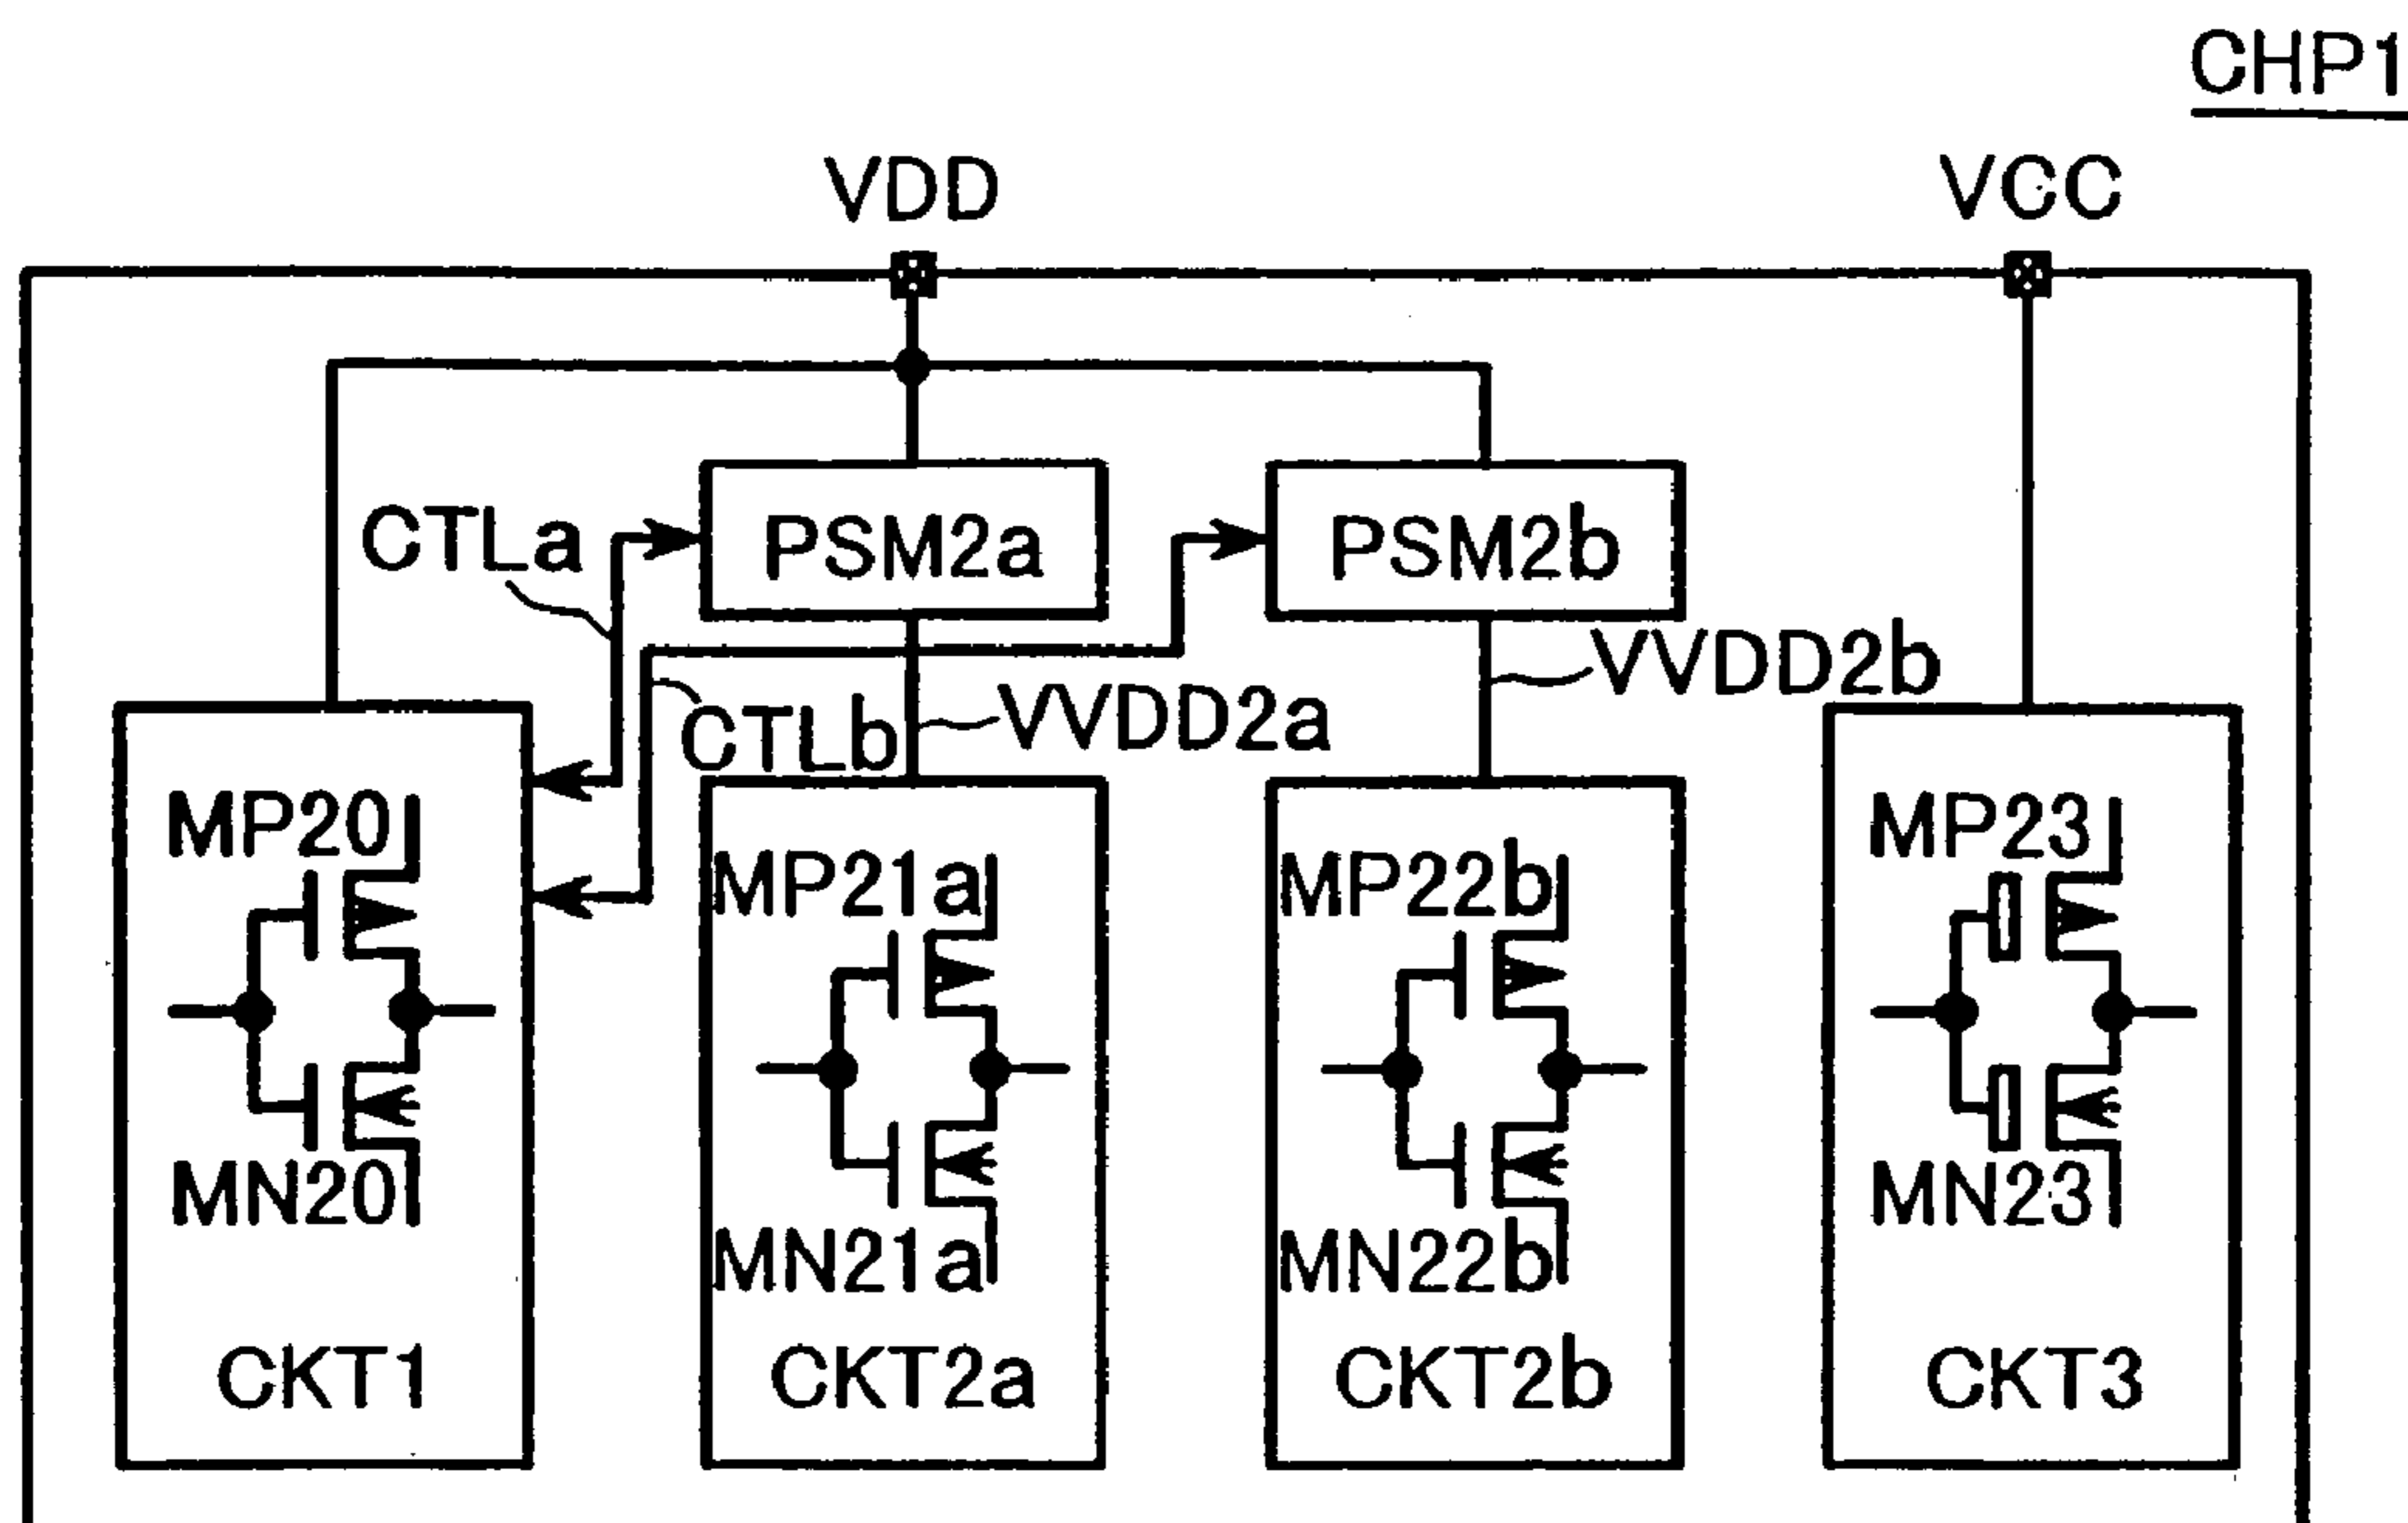 CHP1
VDD
VCC
CTLa
PSM2a
PSM2b
VVDD2b
CTLb
VVDD2a
MP20
MP21a
MP22b
MP23
MN20
MN21a
MN22b
MN23
CKT1
CKT2a
CKT2b
CKT3